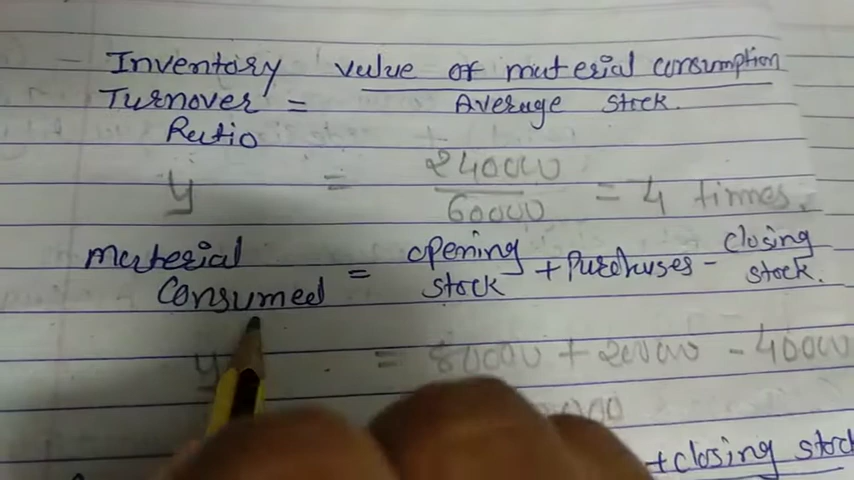 Inventory value of material consumption
Turnover = Average stock.
Ratio
y = 240000
60000 = 4 times.
material opening closing
consumed = stock + Purchases - stock.
y = 80000 + 200000 - 40000
+ closing stock